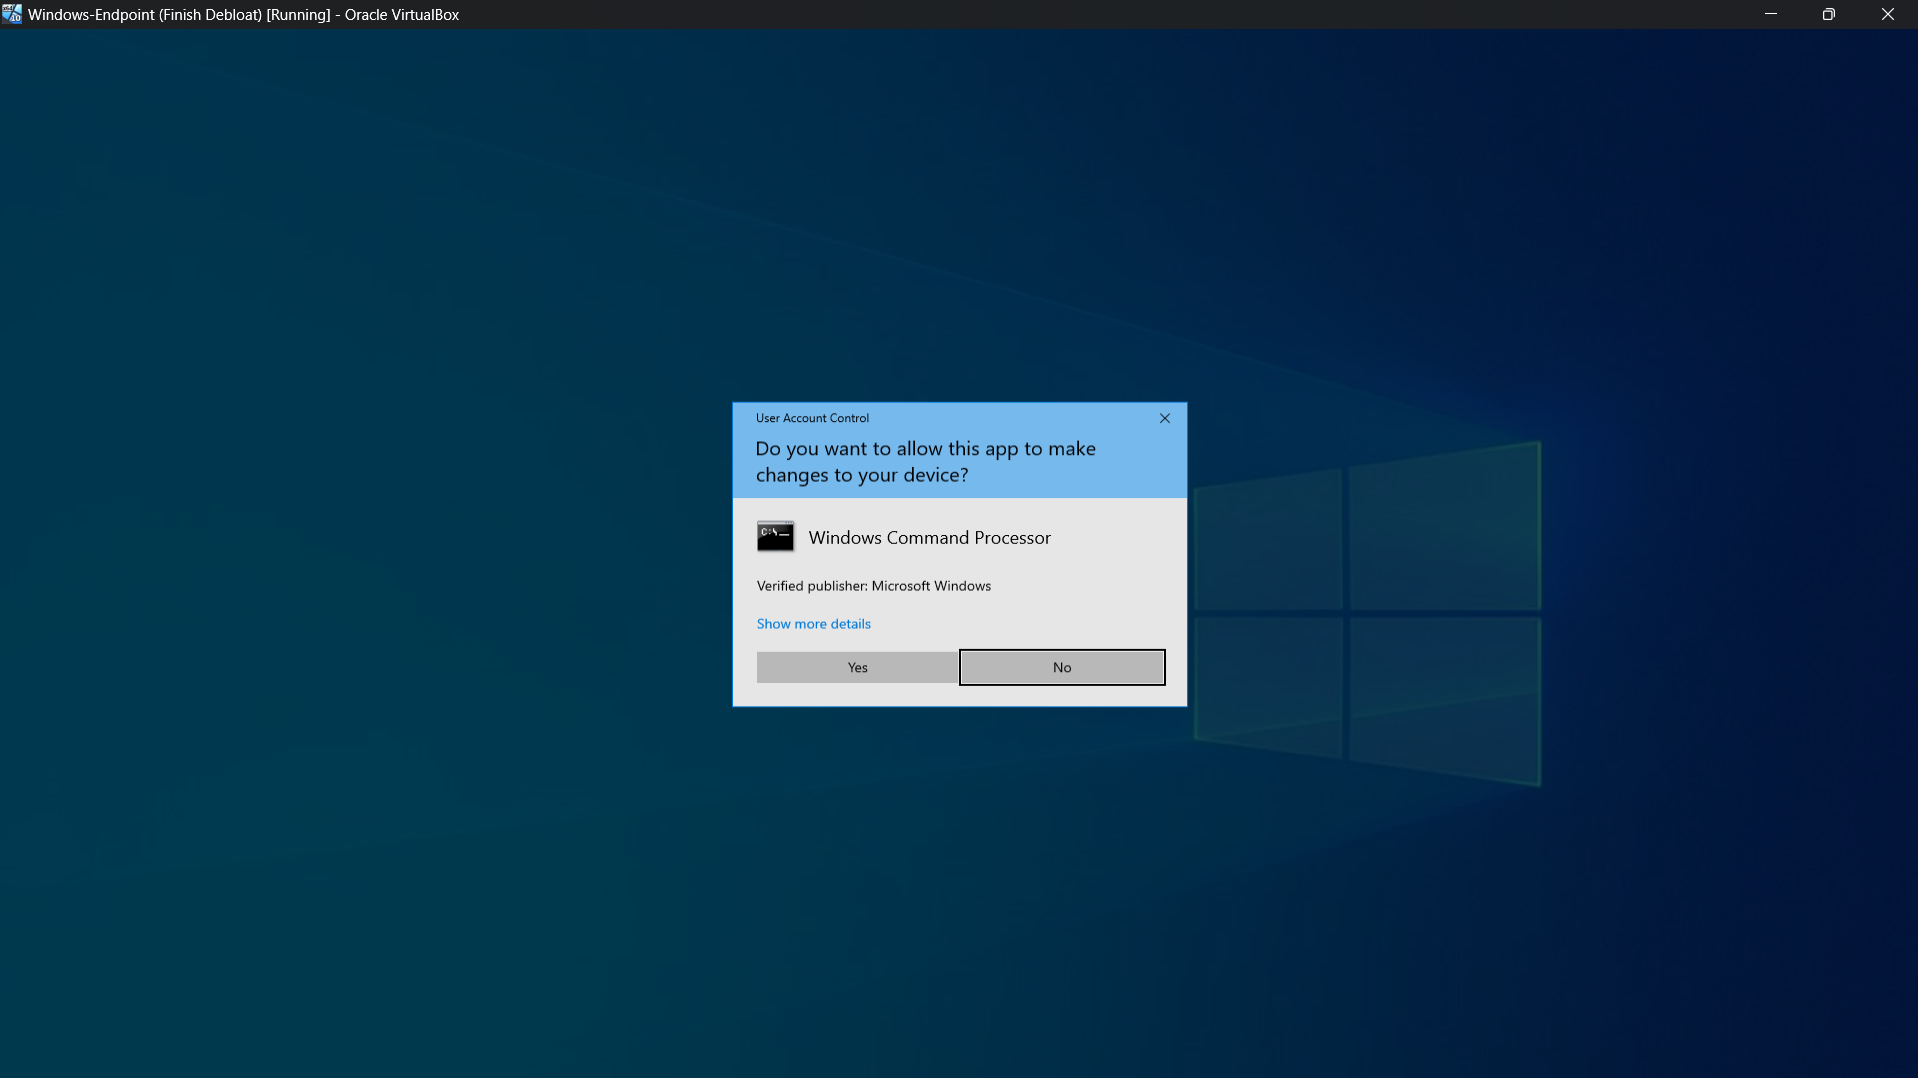 Windows-Endpoint (Finish Debloat) [Running] - Oracle VirtualBox
User Account Control
Do you want to allow this app to make
changes to your device?
C:\_
Windows Command Processor
Verified publisher: Microsoft Windows
Show more details
Yes
No